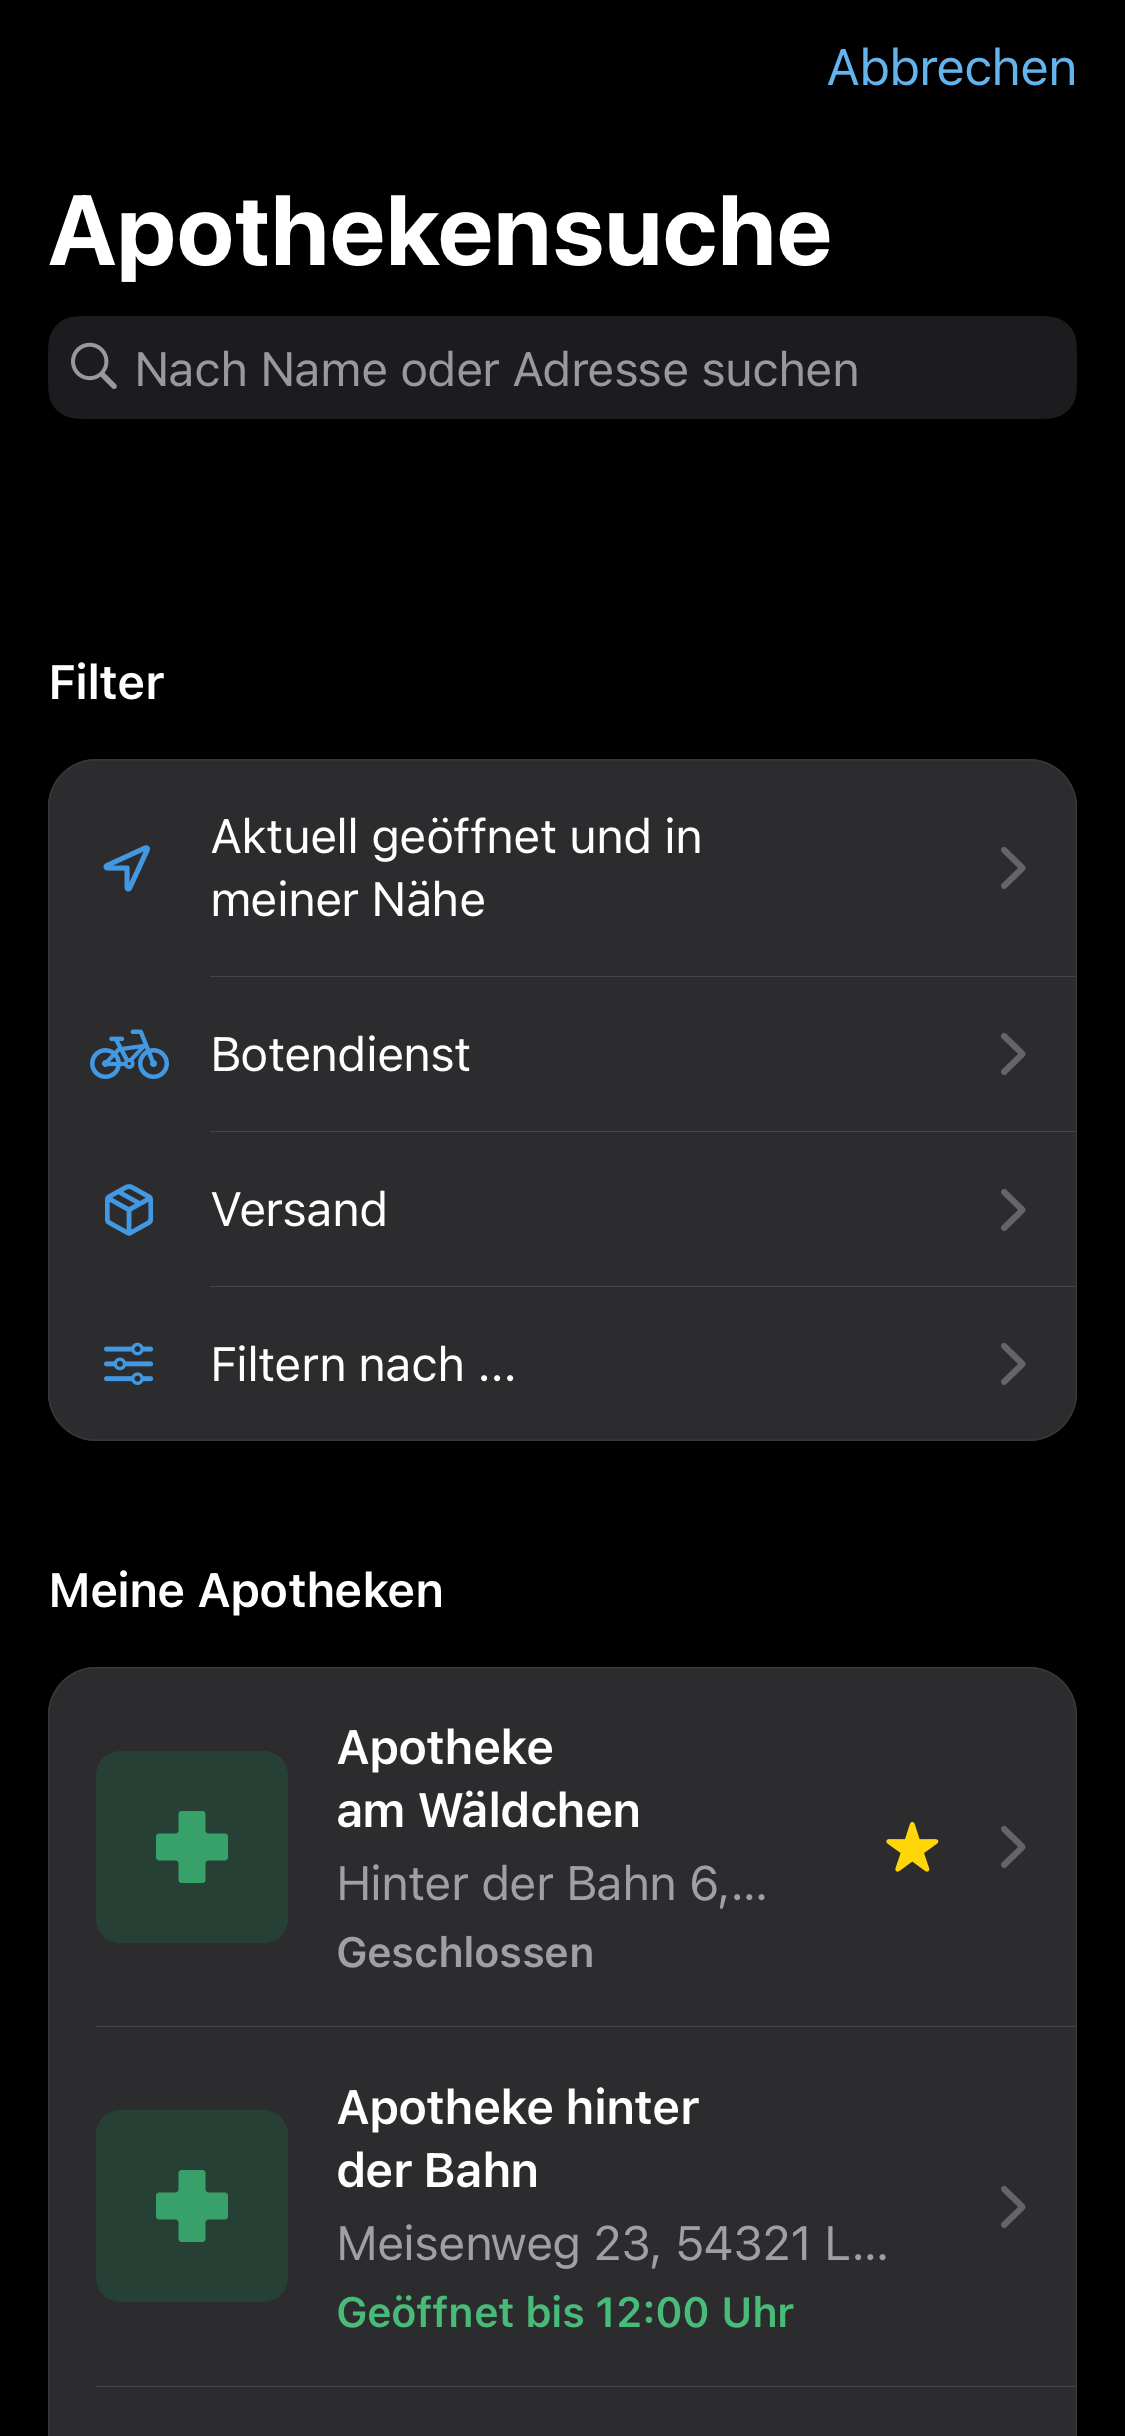 Abbrechen
Apothekensuche
Nach Name oder Adresse suchen
Filter
Aktuell geöffnet und in
meiner Nähe
Botendienst
Versand
Filtern nach ...
Meine Apotheken
Apotheke
am Wäldchen
Hinter der Bahn 6,...
Geschlossen
Apotheke hinter
der Bahn
Meisenweg 23, 54321 L...
Geöffnet bis 12:00 Uhr